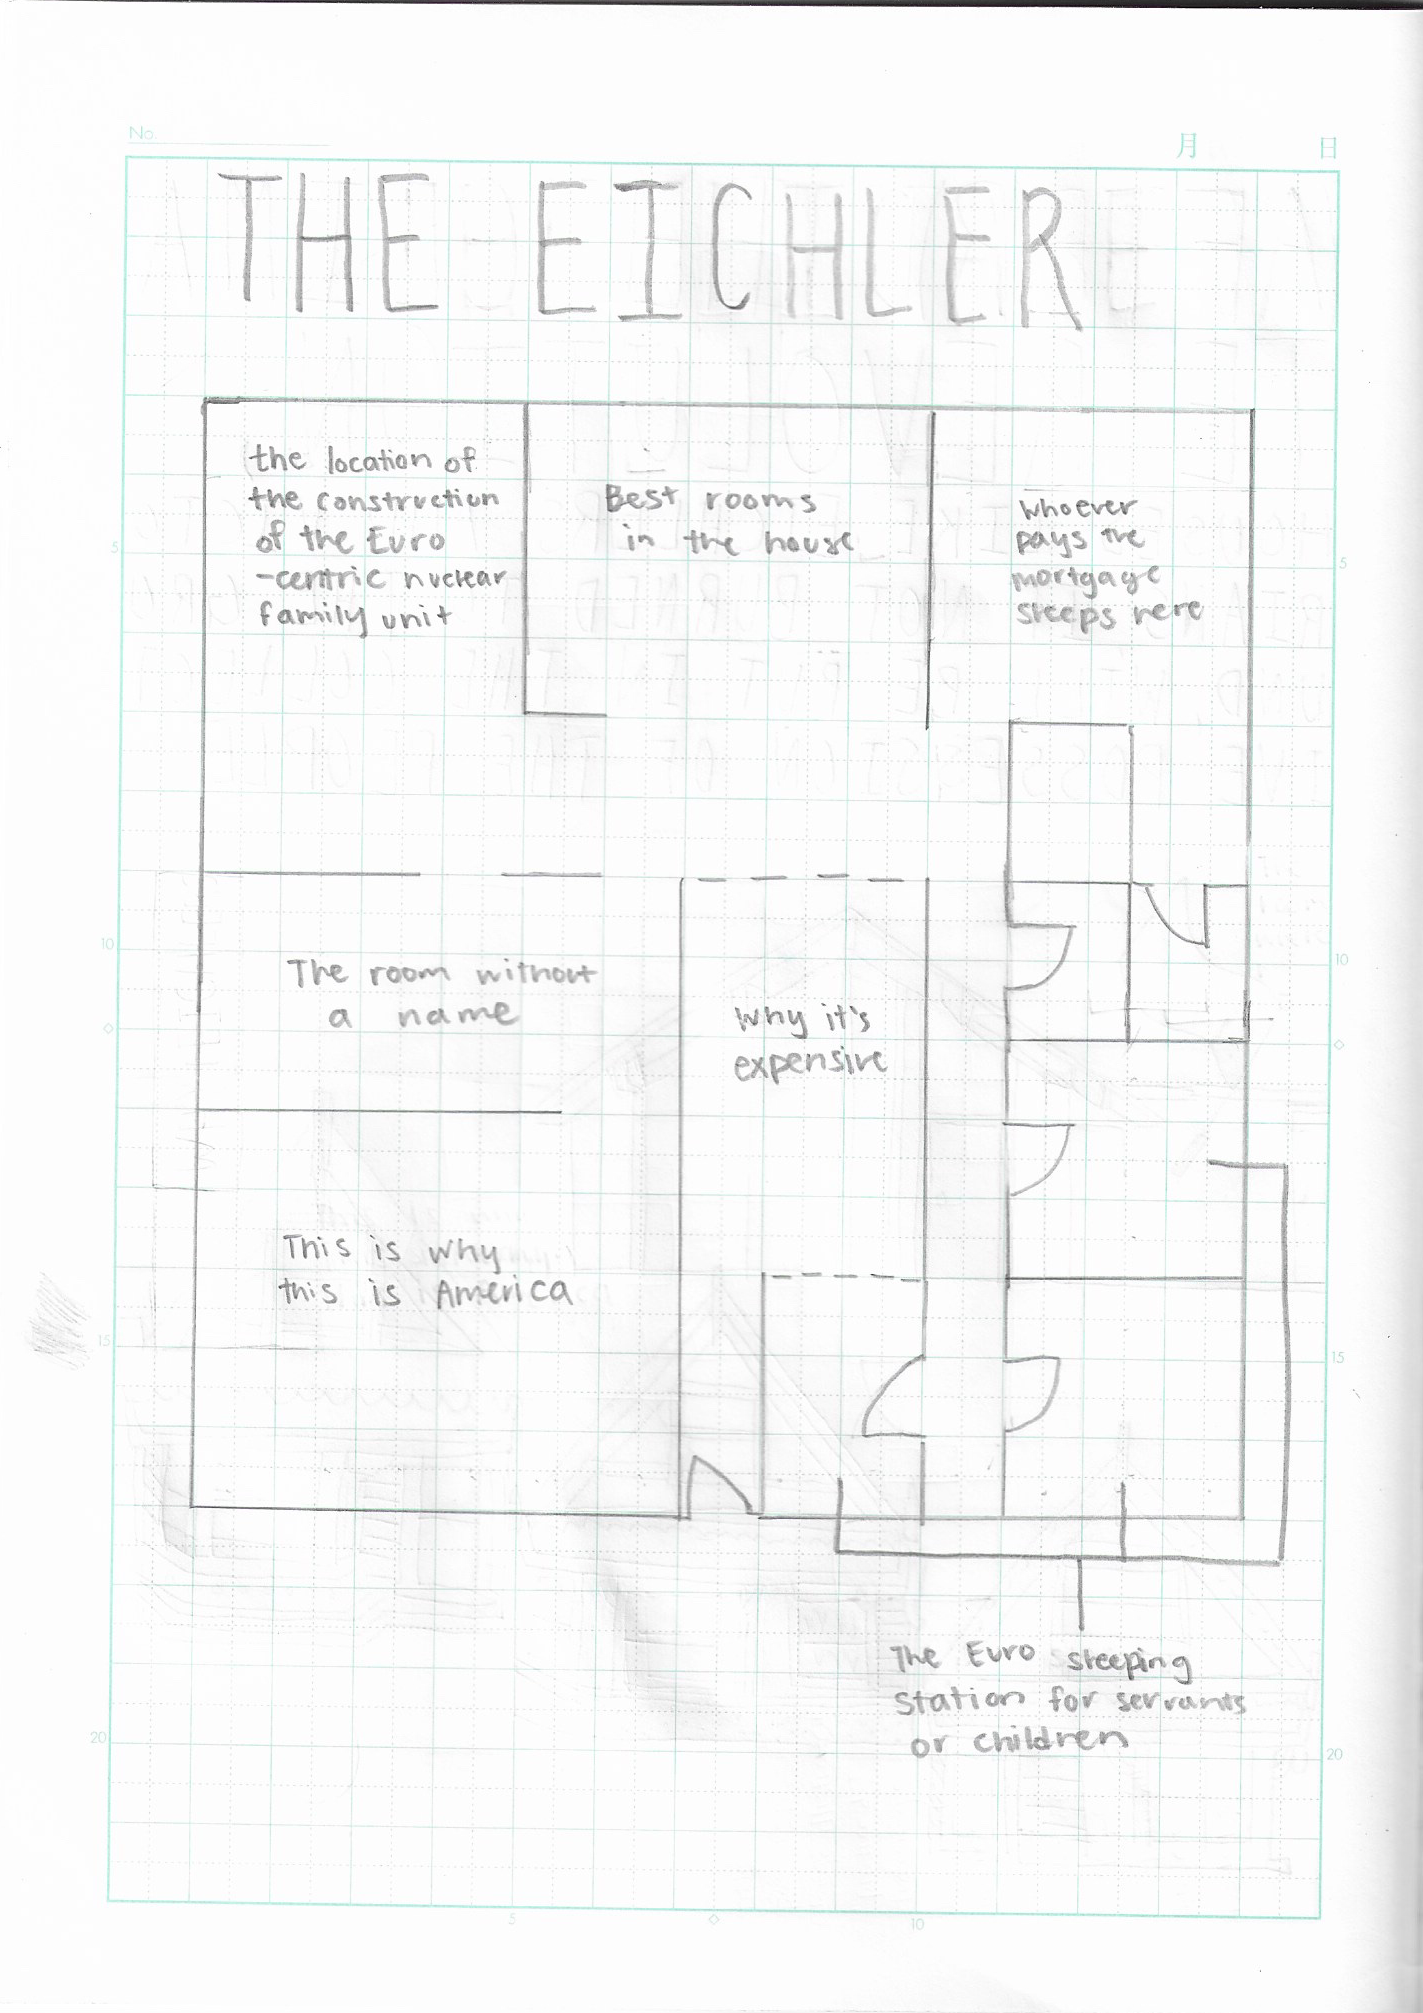 No.
月 日
THE EICHLER
the location of
the construction
of the Euro
-centric nuclear
family unit
Best rooms
in the house
whoever
pays the
mortgage
sleeps here
The room without
a name
Why it's
expensive
This is why
this is America
The Euro sleeping
station for servants
or children
5
10
15
20
5
10
15
20
5
10